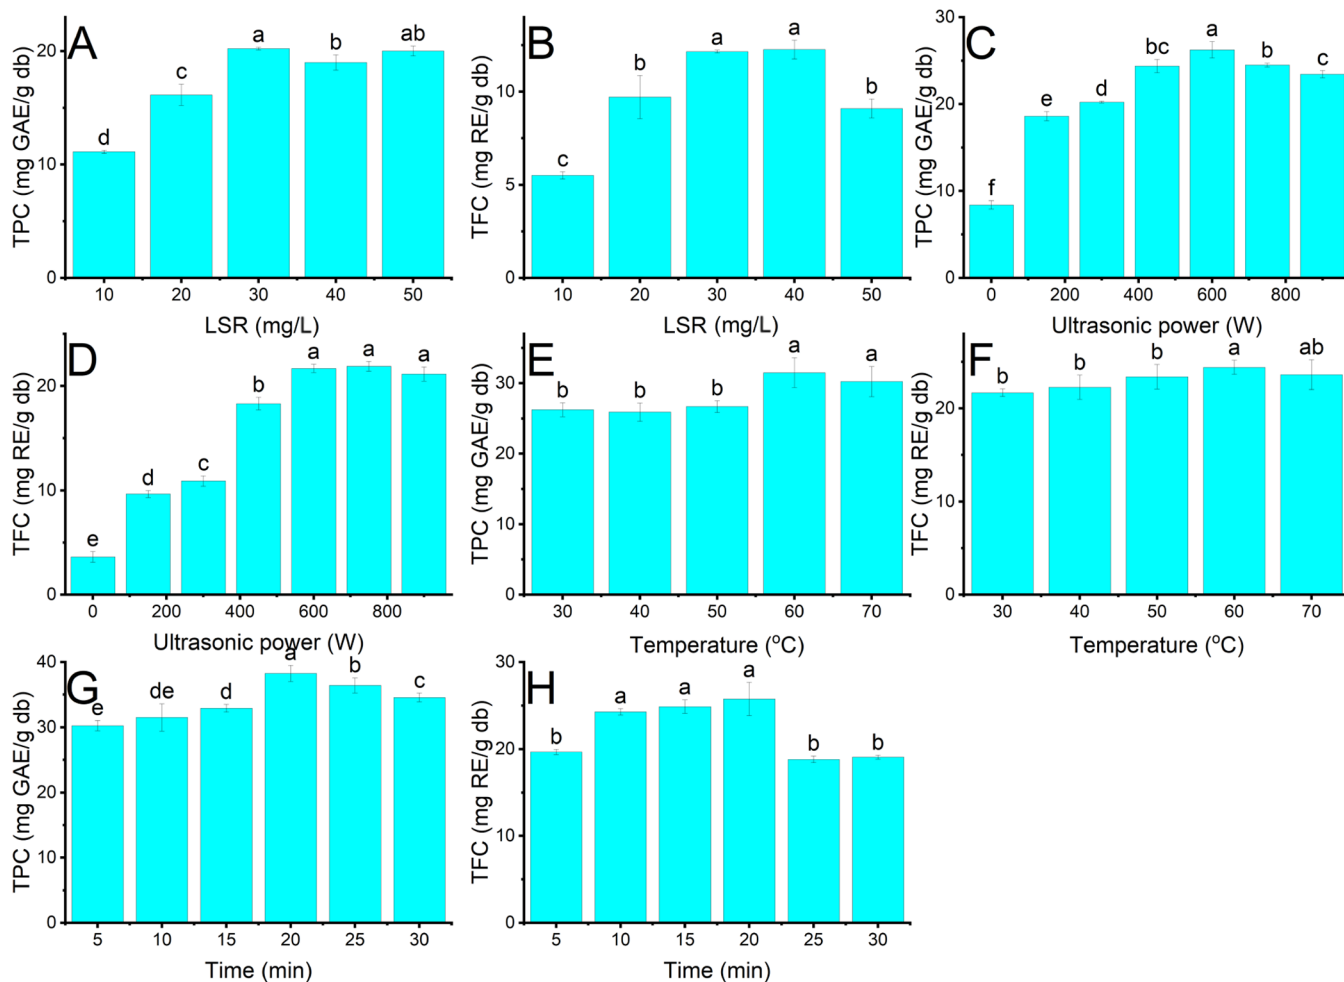 A
TPC (mg GAE/g db)
0
10
20
d
c
a
b
ab
10 20 30 40 50
LSR (mg/L)
B
TFC (mg RE/g db)
0
5
10
c
b
a
a
b
10 20 30 40 50
LSR (mg/L)
C
TPC (mg GAE/g db)
0
10
20
30
f
e
d
bc
a
b
c
0 200 400 600 800
Ultrasonic power (W)
D
TFC (mg RE/g db)
0
10
20
e
d
c
b
a
a
a
0 200 400 600 800
Ultrasonic power (W)
E
TPC (mg GAE/g db)
0
10
20
30
b
b
b
a
a
30 40 50 60 70
Temperature (°C)
F
TFC (mg RE/g db)
0
10
20
b
b
b
a
ab
30 40 50 60 70
Temperature (°C)
G
TPC (mg GAE/g db)
0
10
20
30
40
e
de
d
a
b
c
5 10 15 20 25 30
Time (min)
H
TFC (mg RE/g db)
0
10
20
30
b
a
a
a
b
b
5 10 15 20 25 30
Time (min)